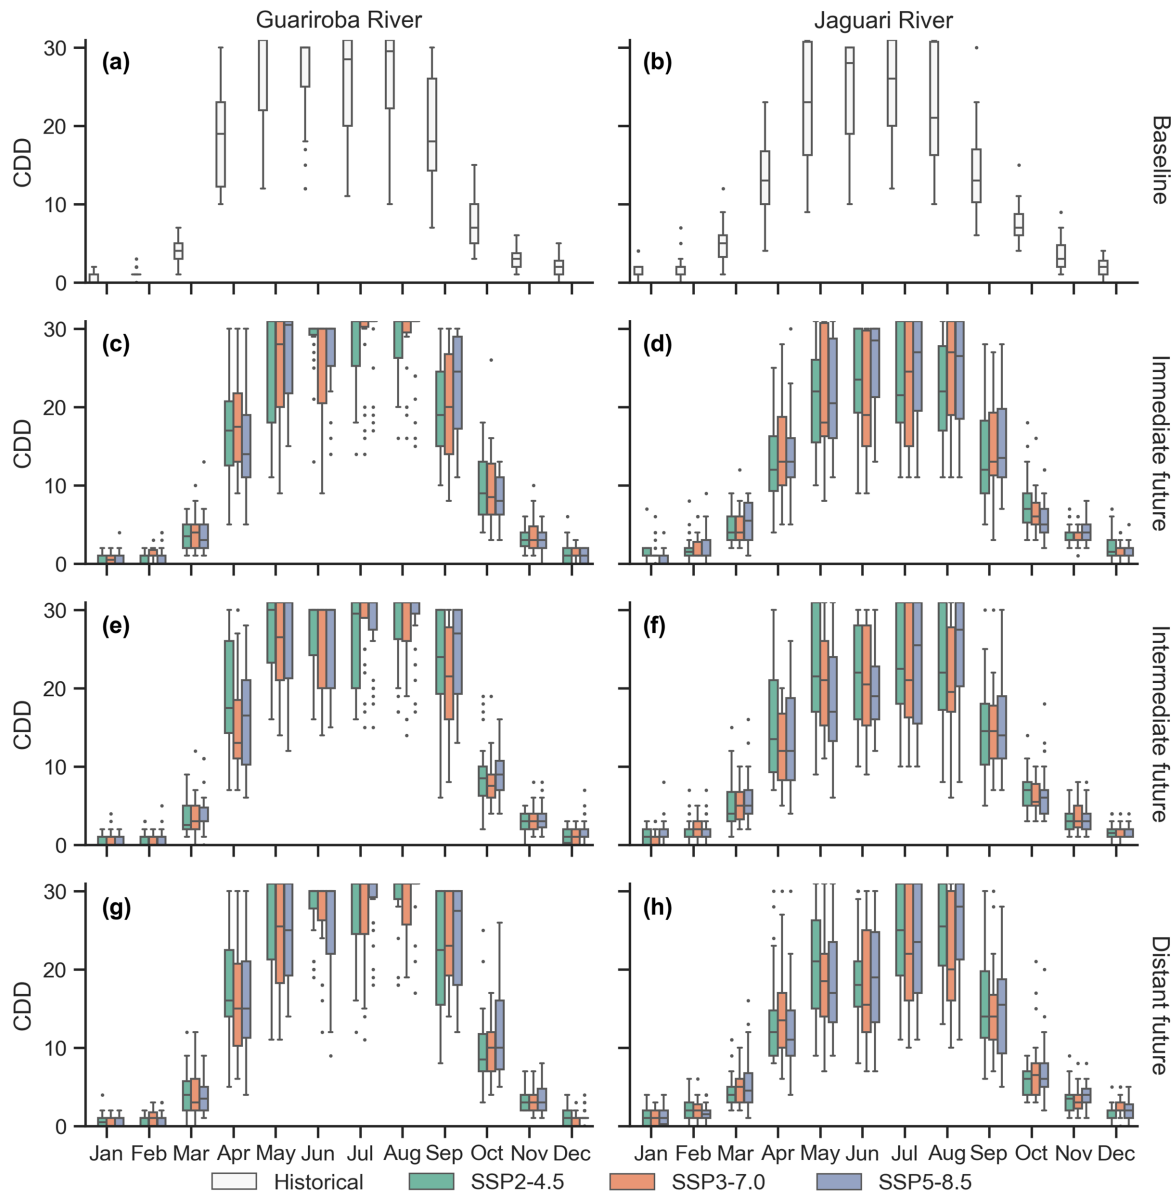 Guariroba River Jaguari River
(a) (b)
30
20
10
0
CDD
Baseline
(c) (d)
30
20
10
0
CDD
Immediate future
(e) (f)
30
20
10
0
CDD
Intermediate future
(g) (h)
30
20
10
0
CDD
Distant future
Jan Feb Mar Apr May Jun Jul Aug Sep Oct Nov Dec Jan Feb Mar Apr May Jun Jul Aug Sep Oct Nov Dec
Historical SSP2-4.5 SSP3-7.0 SSP5-8.5